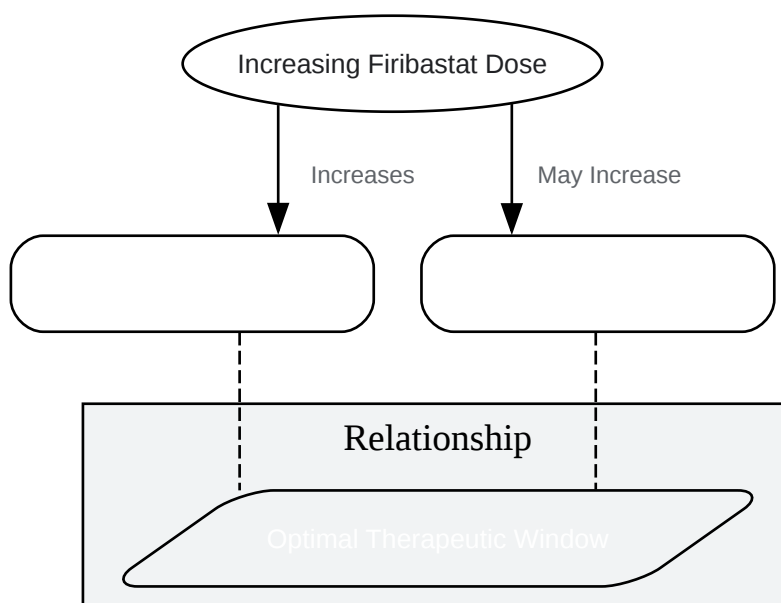 Increasing Firibastat Dose
Increases
May Increase
Relationship
Optimal Therapeutic Window